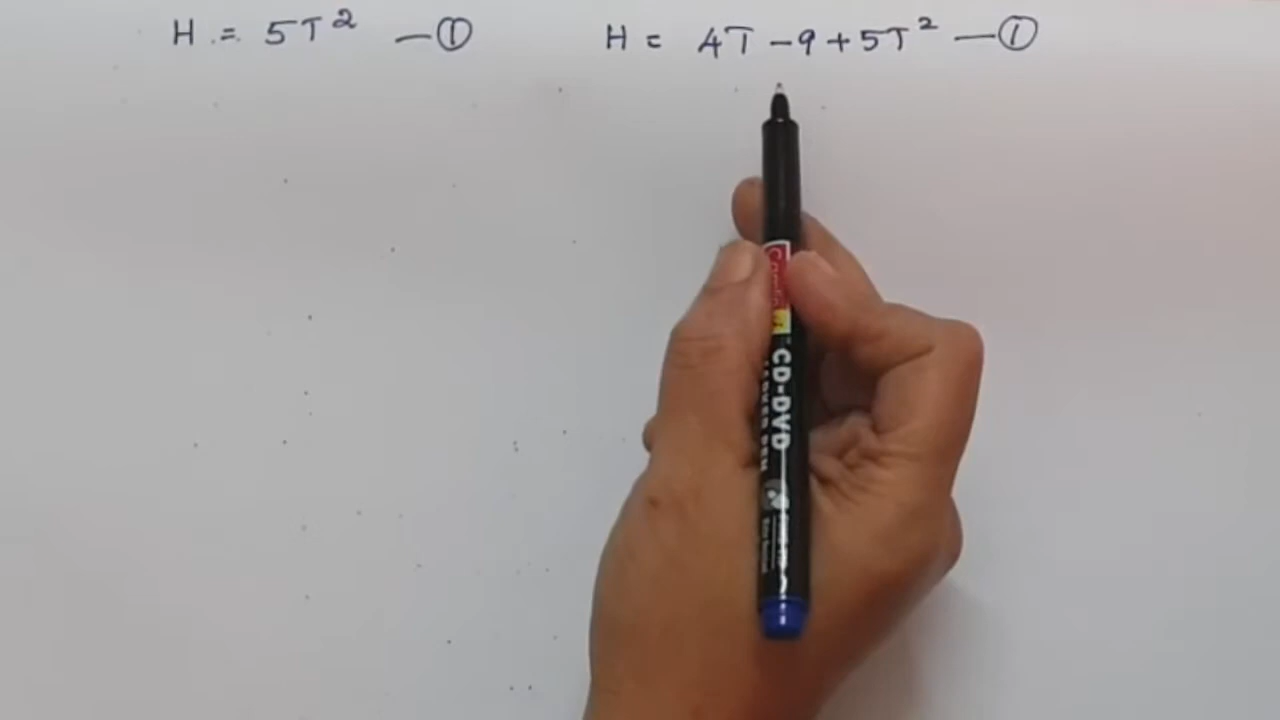 H = 5T² —①
H = 4T – 9 + 5T² —①
CD-DVD